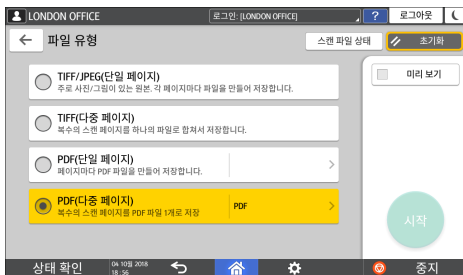 LONDON OFFICE
로그인: [LONDON OFFICE]
?
로그아웃
파일 유형
스캔 파일 상태
초기화
TIFF/JPEG(단일 페이지)
주로 사진/그림이 있는 원본. 각 페이지마다 파일을 만들어 저장합니다.
미리 보기
TIFF(다중 페이지)
복수의 스캔 페이지를 하나의 파일로 합쳐서 저장합니다.
PDF(단일 페이지)
페이지마다 PDF 파일을 만들어 저장합니다.
PDF(다중 페이지)
복수의 스캔 페이지를 PDF 파일 1개로 저장
PDF
시작
상태 확인
04 10월 2018
18:56
중지